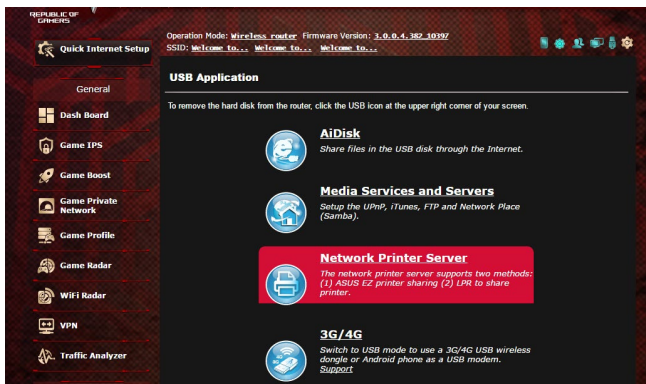 REPUBLIC OF
GAMERS
Quick Internet Setup
Operation Mode: Wireless router Firmware Version: 3.0.0.4.382_10397
SSID: Welcome to... Welcome to... Welcome to...
General
Dash Board
Game IPS
Game Boost
Game Private
Network
Game Profile
Game Radar
WiFi Radar
VPN
Traffic Analyzer
USB Application
To remove the hard disk from the router, click the USB icon at the upper right corner of your screen.
AiDisk
Share files in the USB disk through the Internet.
Media Services and Servers
Setup the UPnP, iTunes, FTP and Network Place
(Samba).
Network Printer Server
The network printer server supports two methods:
(1) ASUS EZ printer sharing (2) LPR to share
printer.
3G/4G
Switch to USB mode to use a 3G/4G USB wireless
dongle or Android phone as a USB modem.
Support